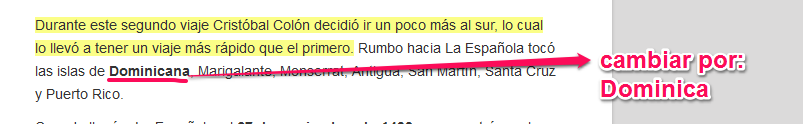 Durante este segundo viaje Cristóbal Colón decidió ir un poco más al sur, lo cual
lo llevó a tener un viaje más rápido que el primero. Rumbo hacia La Española tocó
las islas de Dominicana, Marigalante, Monserrat, Antigua, San Martín, Santa Cruz
y Puerto Rico.
cambiar por:
Dominica